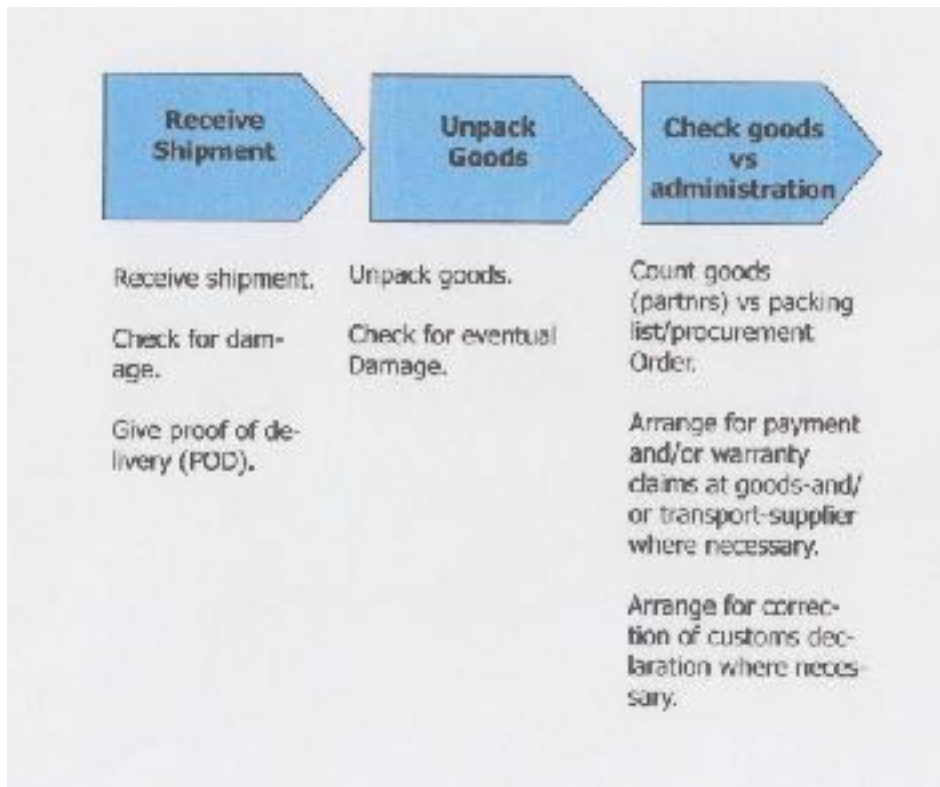 Receive
Shipment
Unpack
Goods
Check goods
vs
administration
Receive shipment.
Check for dam-
age.
Give proof of de-
livery (POD).
Unpack goods.
Check for eventual
Damage.
Count goods
(partnrs) vs packing
list/procurement
Order.
Arrange for payment
and/or warranty
claims at goods-and/
or transport-supplier
where necessary.
Arrange for correc-
tion of customs dec-
laration where neces-
sary.